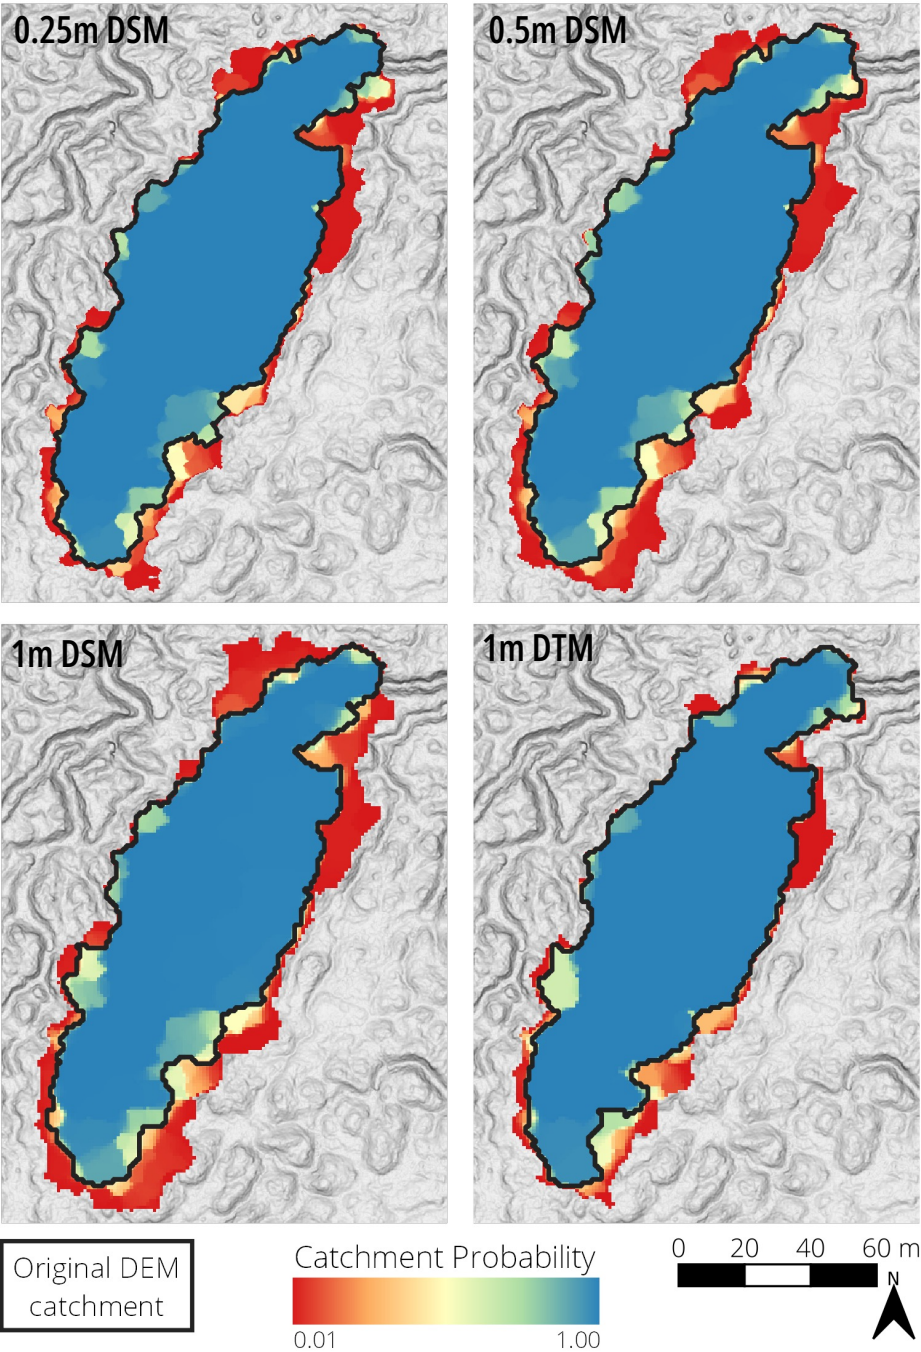 0.25m DSM
0.5m DSM
1m DSM
1m DTM
Original DEM
catchment
Catchment Probability
0.01
1.00
0 20 40 60 m
N